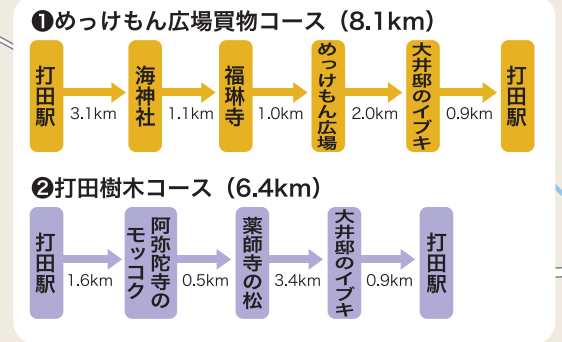 ❶めっけもん広場買物コース（8.1km）
打田駅
3.1km
海神社
1.1km
福琳寺
1.0km
めっけもん広場
2.0km
大井邸のイブキ
0.9km
打田駅
❷打田樹木コース（6.4km）
打田駅
1.6km
阿弥陀寺の
モッコク
0.5km
薬師寺の松
3.4km
大井邸のイブキ
0.9km
打田駅